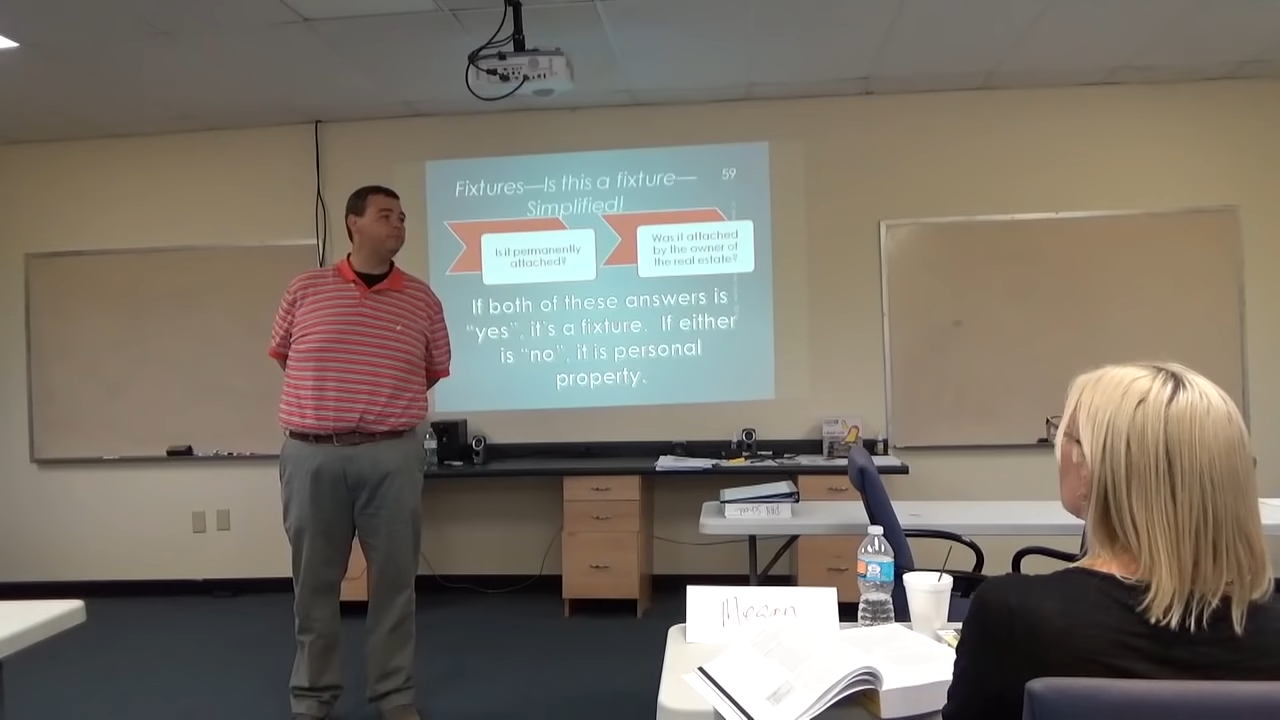 Fixtures—Is this a fixture—
Simplified!
59
Is it permanently
attached?
Was it attached
by the owner of
the real estate?
If both of these answers is
“yes”, it’s a fixture. If either
is “no”, it is personal
property.